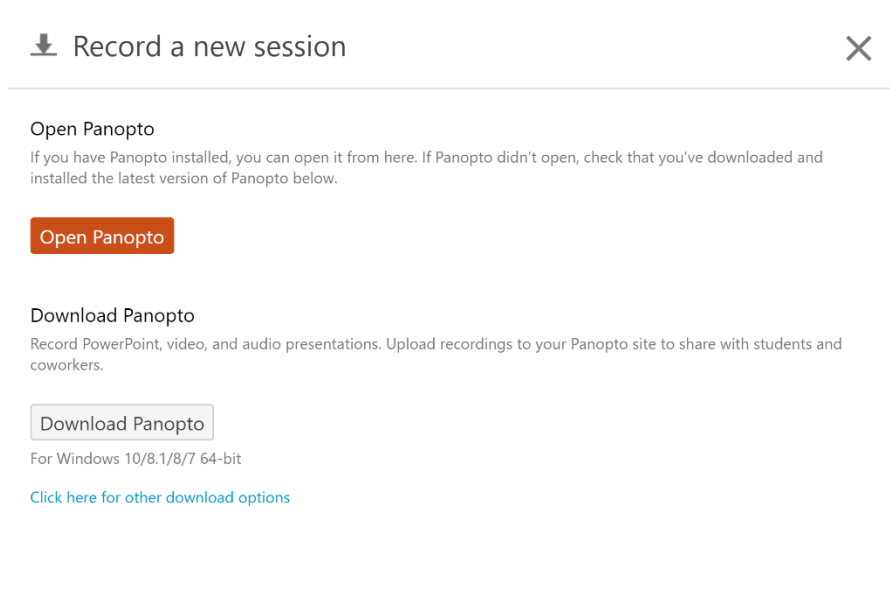 Record a new session
Open Panopto
If you have Panopto installed, you can open it from here. If Panopto didn’t open, check that you’ve downloaded and
installed the latest version of Panopto below.
Open Panopto
Download Panopto
Record PowerPoint, video, and audio presentations. Upload recordings to your Panopto site to share with students and
coworkers.
Download Panopto
For Windows 10/8.1/8/7 64-bit
Click here for other download options